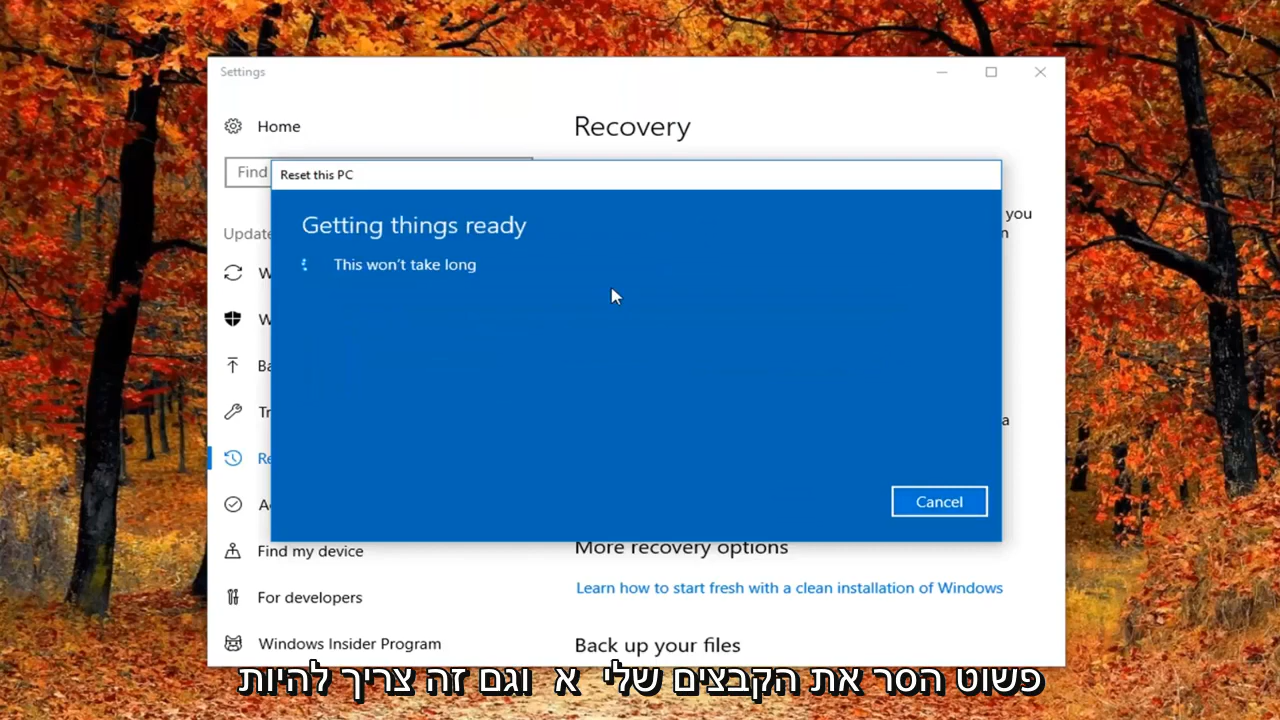 Settings
Home
Recovery
Find
Reset this PC
Getting things ready
This won't take long
you
Update
W
W
Ba
Tr
a
Re
Cancel
A
More recovery options
Find my device
Learn how to start fresh with a clean installation of Windows
For developers
Windows Insider Program
Back up your files
פשוט הסר את הקבצים שלי א וגם זה צריך להיות